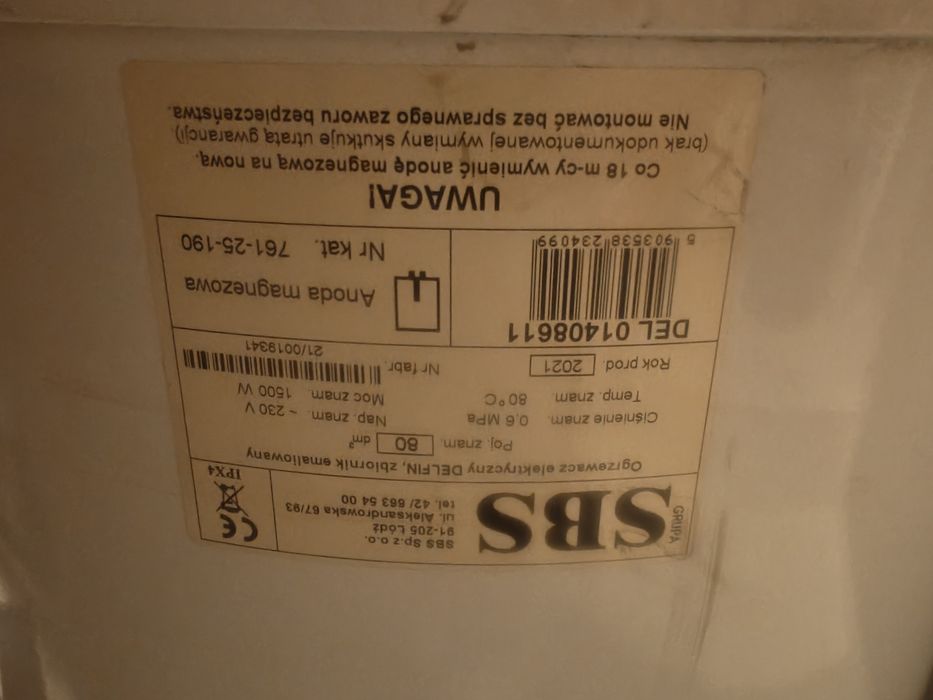 GRUPA
SBS
SBS Sp.z o.o.
91-205 Łódź
ul. Aleksandrowska 67/93
tel. 42/ 663 54 00
CE
IPX4
Ogrzewacz elektryczny DELFIN, zbiornik emaliowany
Poj. znam. 80 dm³
Ciśnienie znam. 0,6 MPa Nap. znam. ~ 230 V
Temp znam. 80 °C Moc znam. 1500 W
Rok prod. 2021 Nr fabr.
21/0019341
DEL 01408611
5 903538 234099
Anoda magnezowa
Nr kat. 761-25-190
UWAGA!
Co 18 m-cy wymienić anodę magnezową na nową.
(brak udokumentowanej wymiany skutkuje utratą gwarancji)!
Nie montować bez sprawnego zaworu bezpieczeństwa.